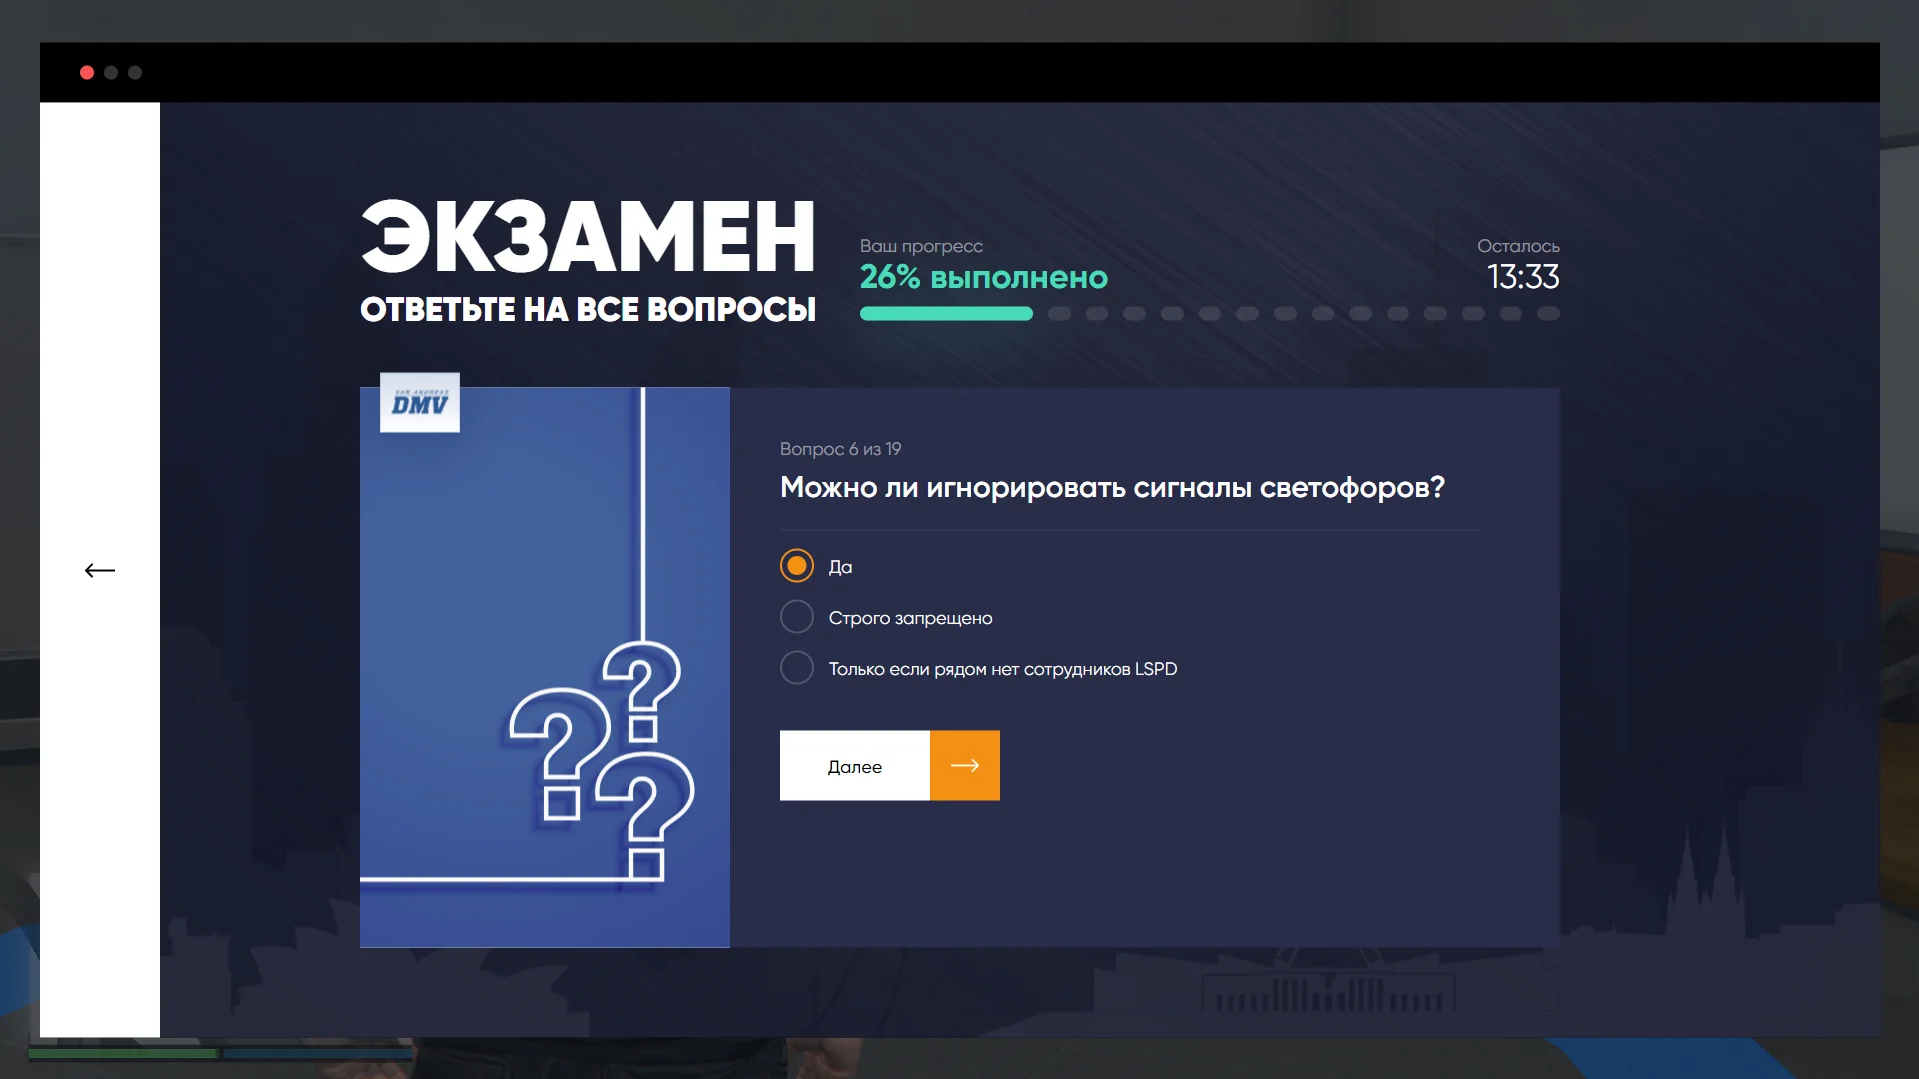 ЭКЗАМЕН
ОТВЕТЬТЕ НА ВСЕ ВОПРОСЫ
Ваш прогресс
26% выполнено
Осталось
13:33
SAN ANDREAS
DMV
Вопрос 6 из 19
Можно ли игнорировать сигналы светофоров?
Да
Строго запрещено
Только если рядом нет сотрудников LSPD
Далее